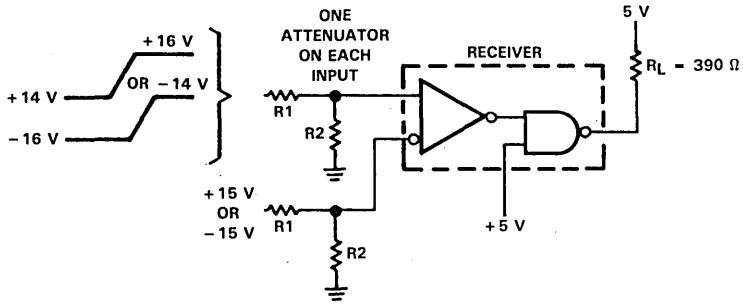 ONE
ATTENUATOR
ON EACH
INPUT
5 V
+16 V
RECEIVER
RL – 390 Ω
OR –14 V
+14 V
R1
R2
–16 V
+15 V
OR
–15 V
R1
+5 V
R2